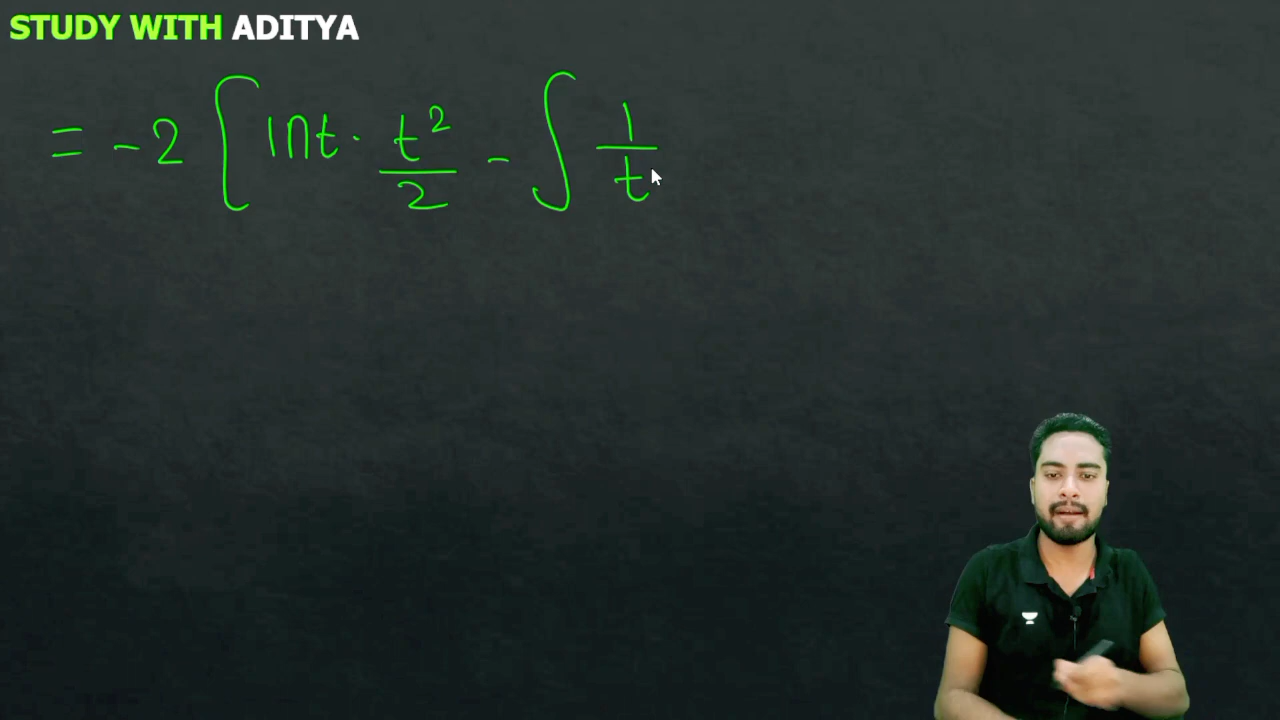 STUDY WITH ADITYA
= -2 [ lnt · t²/2 - ∫ 1/t